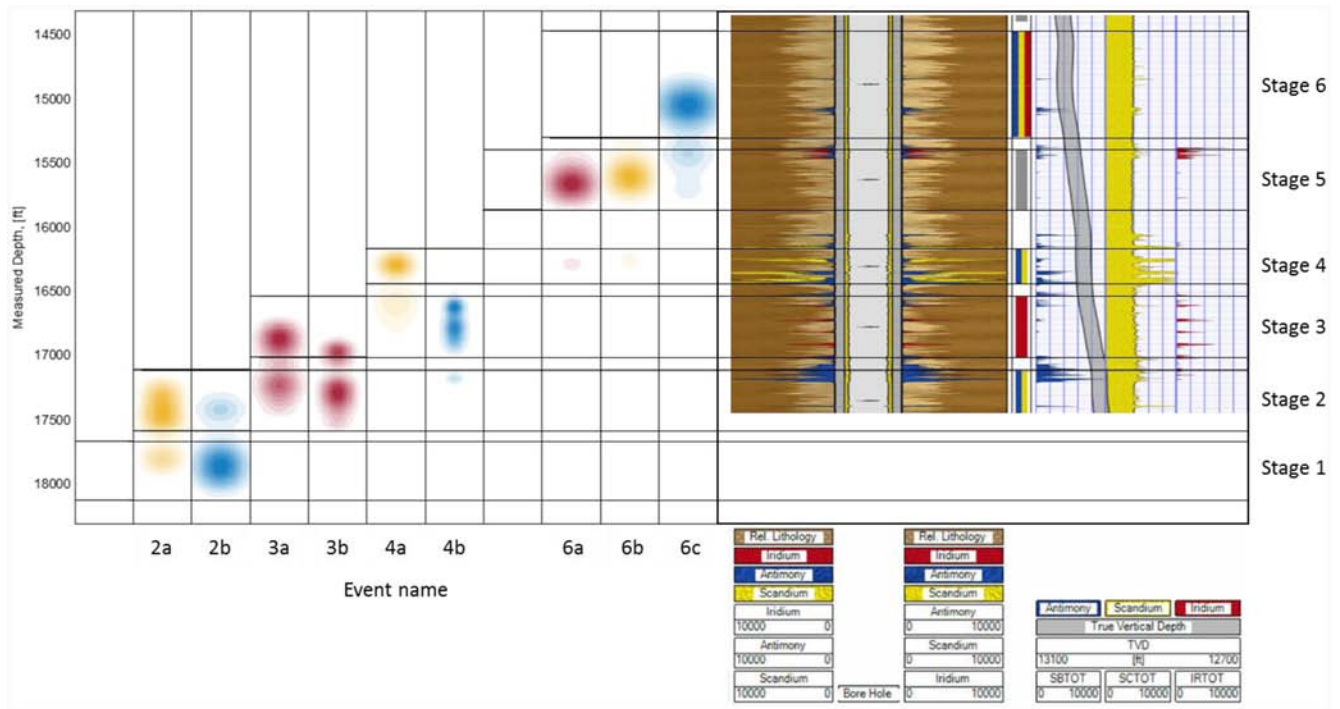 14500
15000
15500
16000
16500
17000
17500
18000
Measured Depth, [ft]
2a 2b 3a 3b 4a 4b 6a 6b 6c
Event name
Stage 6
Stage 5
Stage 4
Stage 3
Stage 2
Stage 1
Rel. Lithology
Iridium
Antimony
Scandium
Iridium
10000 0
Antimony
10000 0
Scandium
10000 0
Bore Hole
Rel. Lithology
Iridium
Antimony
Scandium
Antimony
0 10000
Scandium
0 10000
Iridium
0 10000
Antimony Scandium Iridium
True Vertical Depth
TVD
13100 [ft] 12700
SBTOT SCTOT IRTOT
0 10000 0 10000 0 10000